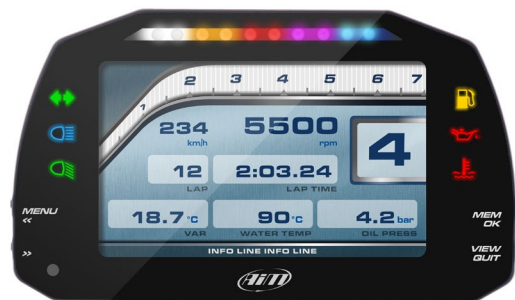 1 2 3 4 5 6 7
234 km/h 5500 rpm 4
12 LAP 2:03.24 LAP TIME
18.7 °C VAR 90 °C WATER TEMP 4.2 bar OIL PRESS
INFO LINE INFO LINE
MENU
<<
>>
MEM
OK
VIEW
QUIT
AiM